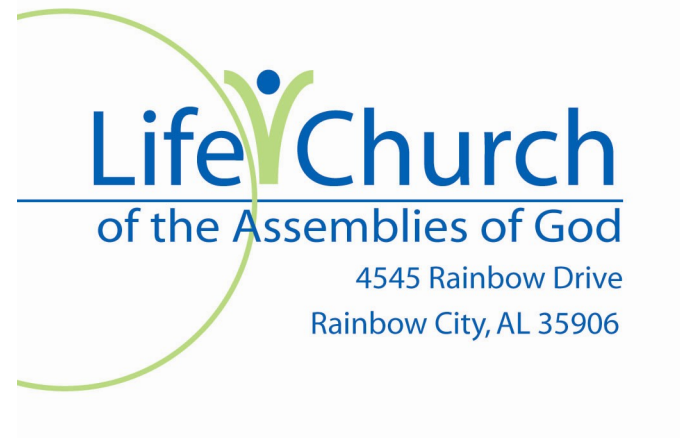 Life Church
of the Assemblies of God
4545 Rainbow Drive
Rainbow City, AL 35906